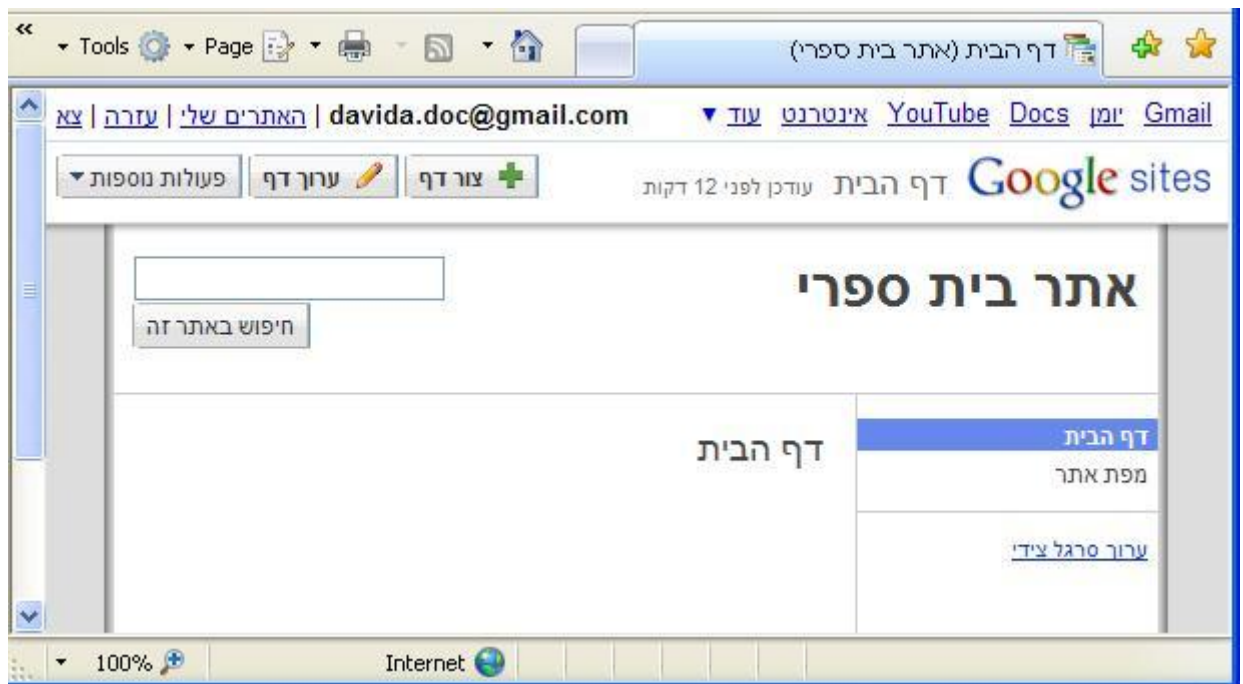 דף הבית (אתר בית ספרי) Page Tools «
Gmail יומן Docs YouTube אינטרנט עוד ▼ davida.doc@gmail.com | האתרים שלי | עזרה | צא
Google sites דף הבית עודכן לפני 12 דקות צור דף ערוך דף פעולות נוספות
אתר בית ספרי
חיפוש באתר זה
דף הבית
מפת אתר
ערוך סרגל צידי
דף הבית
Internet 100%